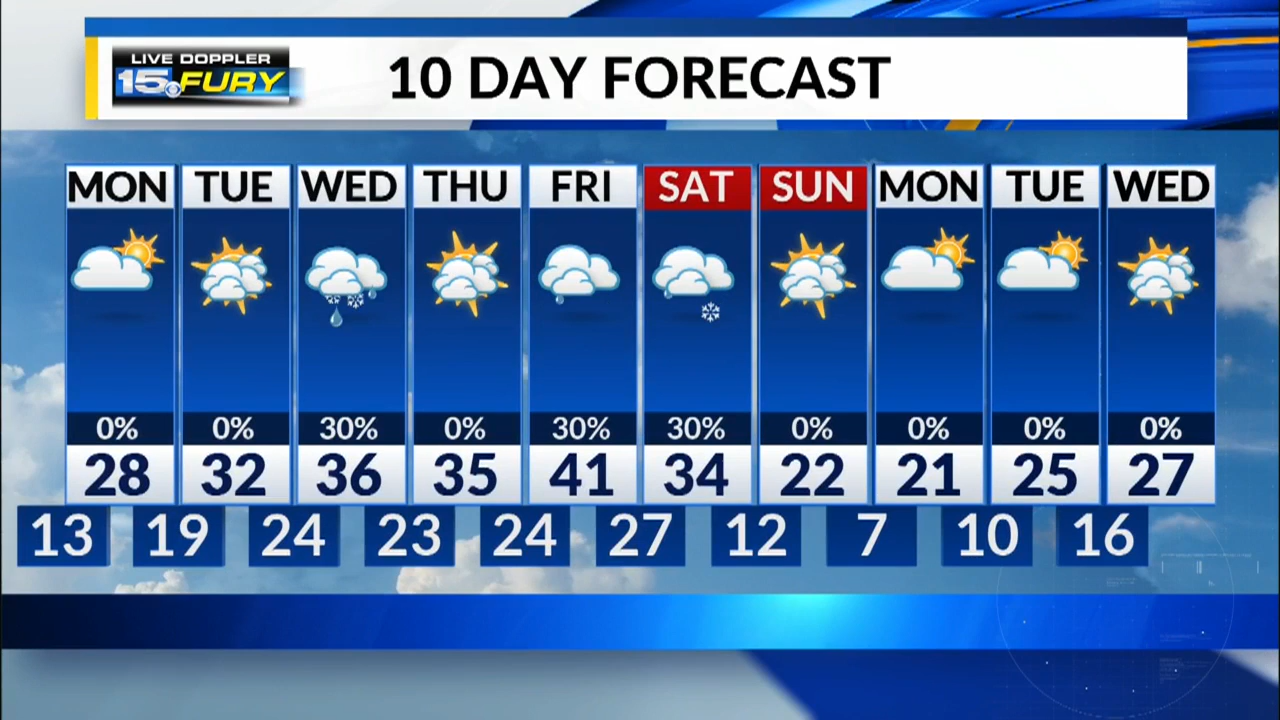 LIVE DOPPLER
15 FURY
10 DAY FORECAST
MON TUE WED THU FRI SAT SUN MON TUE WED
0% 0% 30% 0% 30% 30% 0% 0% 0% 0%
28 32 36 35 41 34 22 21 25 27
13 19 24 23 24 27 12 7 10 16